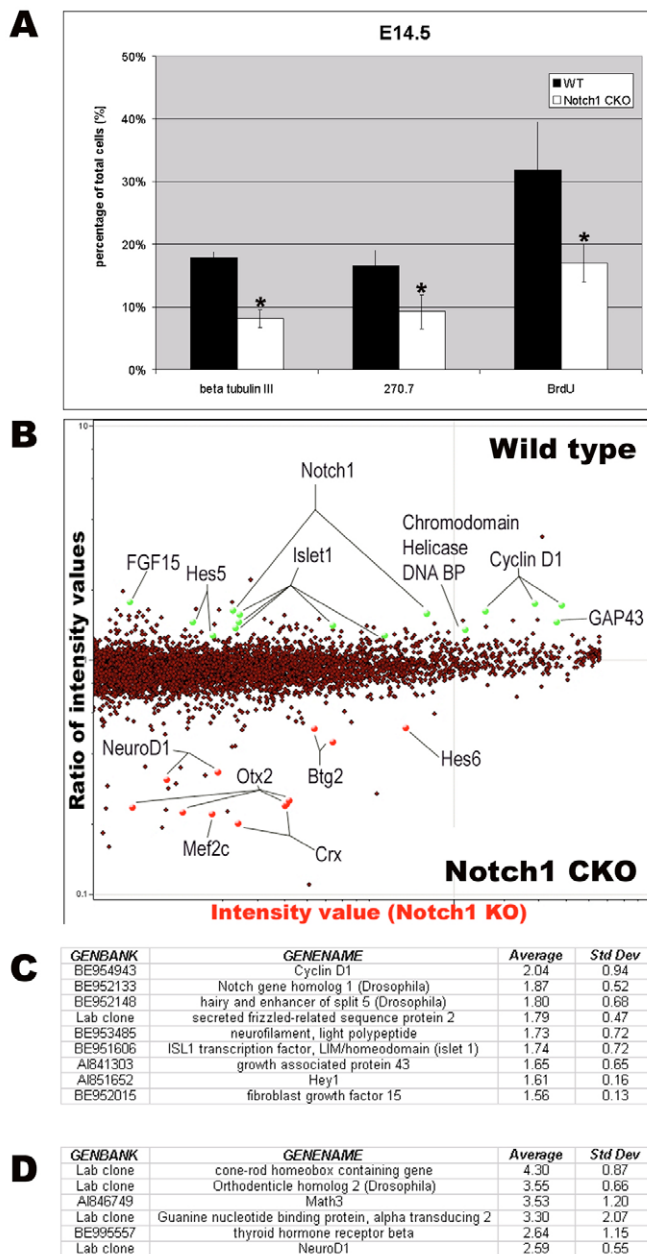 A
E14.5
50%
40%
30%
20%
10%
0%
percentage of total cells (%)
WT
Notch1 CKO
*
*
*
beta tubulin III
270.7
BrdU
B
10
Wild type
Notch1
Chromodomain
Helicase
DNA BP
Cyclin D1
FGF15
Hes5
Islet1
GAP43
Ratio of intensity values
NeuroD1
Otx2
Btg2
Hes6
Mef2c
Crx
Notch1 CKO
0.1
Intensity value (Notch1 KO)
C
GENBANK GENENAME Average Std Dev
BE954943 Cyclin D1 2.04 0.94
BE952133 Notch gene homolog 1 (Drosophila) 1.87 0.52
BE952148 hairy and enhancer of split 5 (Drosophila) 1.80 0.68
Lab clone secreted frizzled-related sequence protein 2 1.79 0.47
BE953485 neurofilament, light polypeptide 1.73 0.72
BE951606 ISL1 transcription factor, LIM/homeodomain (islet 1) 1.74 0.72
AI841303 growth associated protein 43 1.65 0.65
AI851652 Hey1 1.61 0.16
BE952015 fibroblast growth factor 15 1.56 0.13
D
GENBANK GENENAME Average Std Dev
Lab clone cone-rod homeobox containing gene 4.30 0.87
Lab clone Orthodenticle homolog 2 (Drosophila) 3.55 0.66
AI846749 Math3 3.53 1.20
Lab clone Guanine nucleotide binding protein, alpha transducing 2 3.30 2.07
BE995557 thyroid hormone receptor beta 2.64 1.15
Lab clone NeuroD1 2.59 0.55